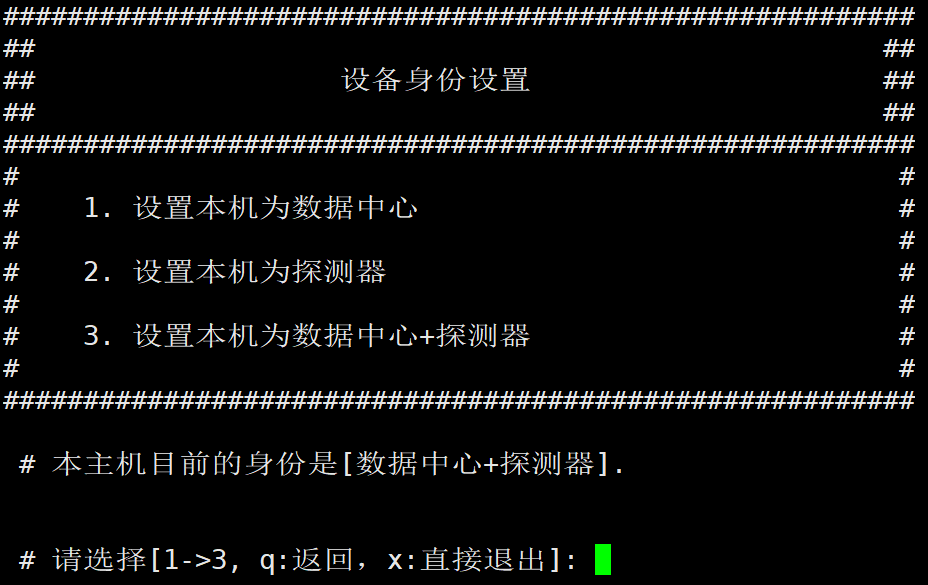 #########################################################
## ##
## 设备身份设置 ##
## ##
#########################################################
# #
# 1. 设置本机为数据中心 #
# #
# 2. 设置本机为探测器 #
# #
# 3. 设置本机为数据中心+探测器 #
# #
#########################################################
# 本主机目前的身份是[数据中心+探测器].
# 请选择[1->3, q:返回，x:直接退出]: